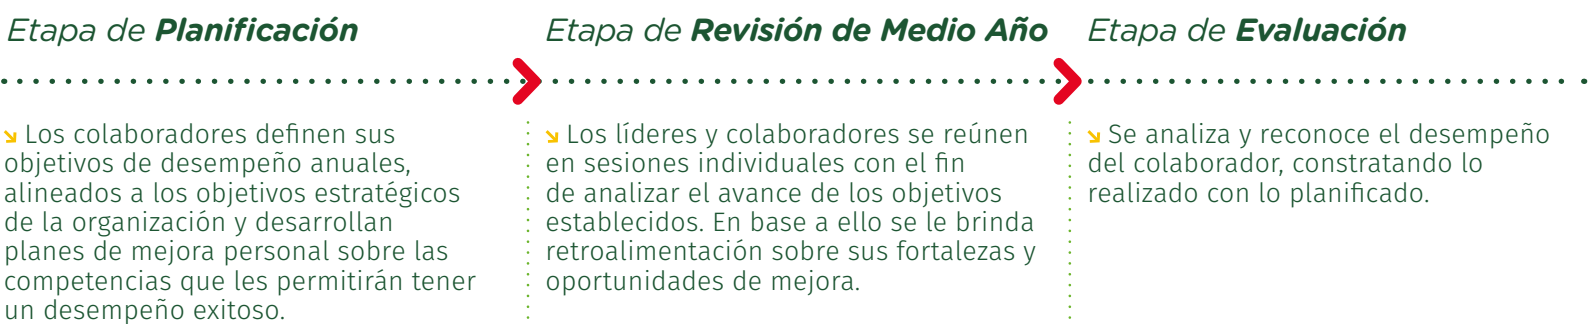 Etapa de Planificación
Los colaboradores definen sus
objetivos de desempeño anuales,
alineados a los objetivos estratégicos
de la organización y desarrollan
planes de mejora personal sobre las
competencias que les permitirán tener
un desempeño exitoso.
Etapa de Revisión de Medio Año
Los líderes y colaboradores se reúnen
en sesiones individuales con el fin
de analizar el avance de los objetivos
establecidos. En base a ello se le brinda
retroalimentación sobre sus fortalezas y
oportunidades de mejora.
Etapa de Evaluación
Se analiza y reconoce el desempeño
del colaborador, constratando lo
realizado con lo planificado.